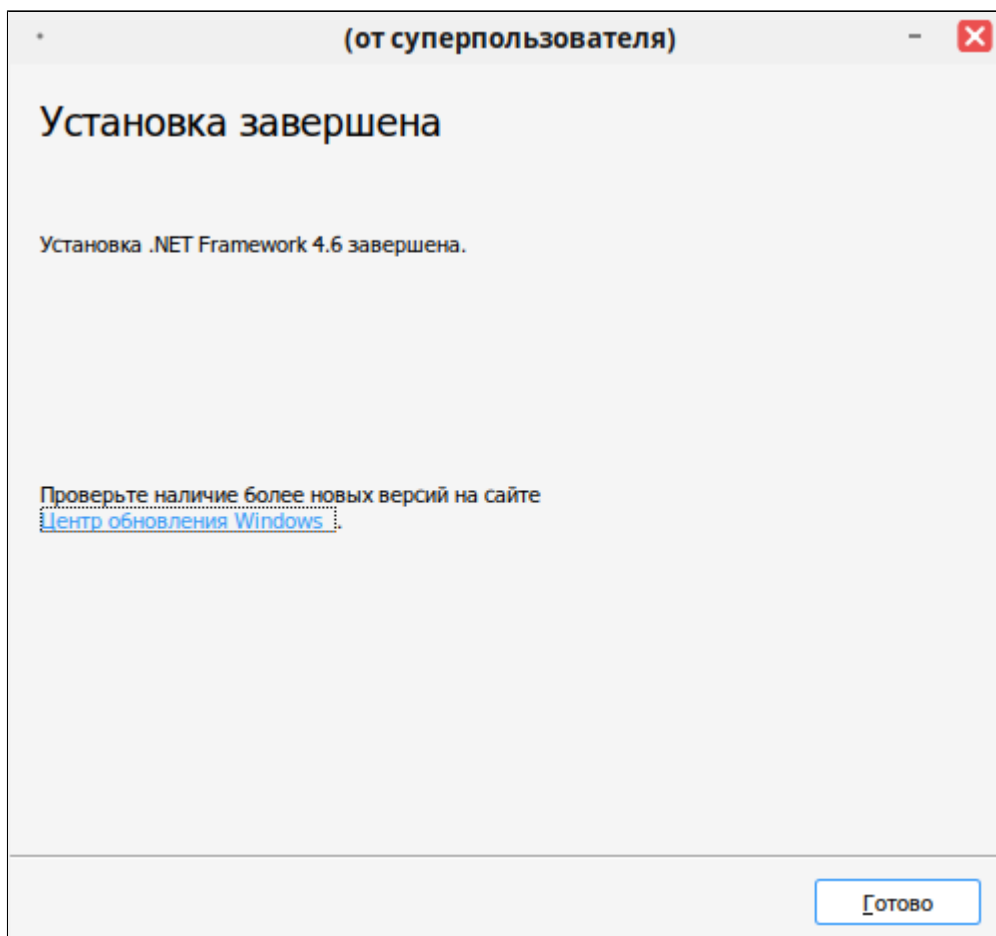 (от суперпользователя)
Установка завершена
Установка .NET Framework 4.6 завершена.
Проверьте наличие более новых версий на сайте
Центр обновления Windows .
Готово